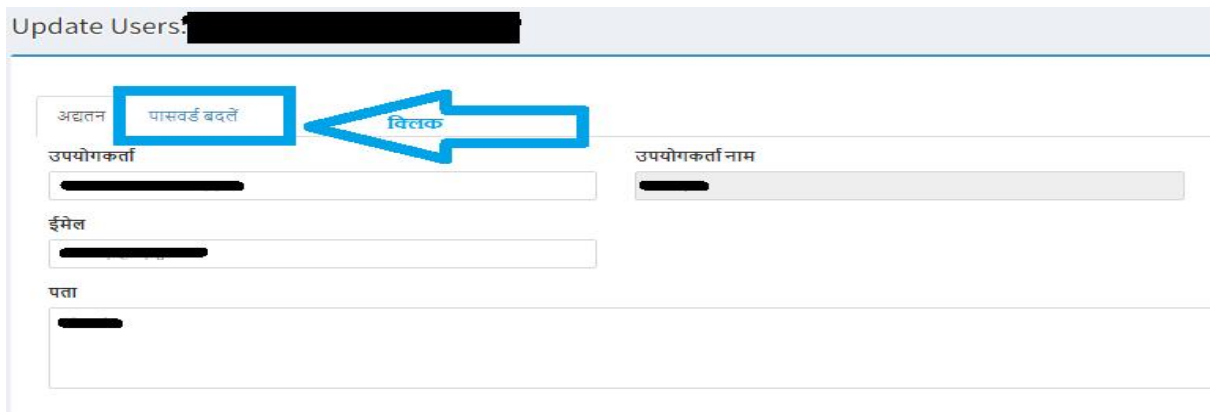 Update Users:
अद्यतन पासवर्ड बदलें क्लिक
उपयोगकर्ता उपयोगकर्ता नाम
ईमेल
पता